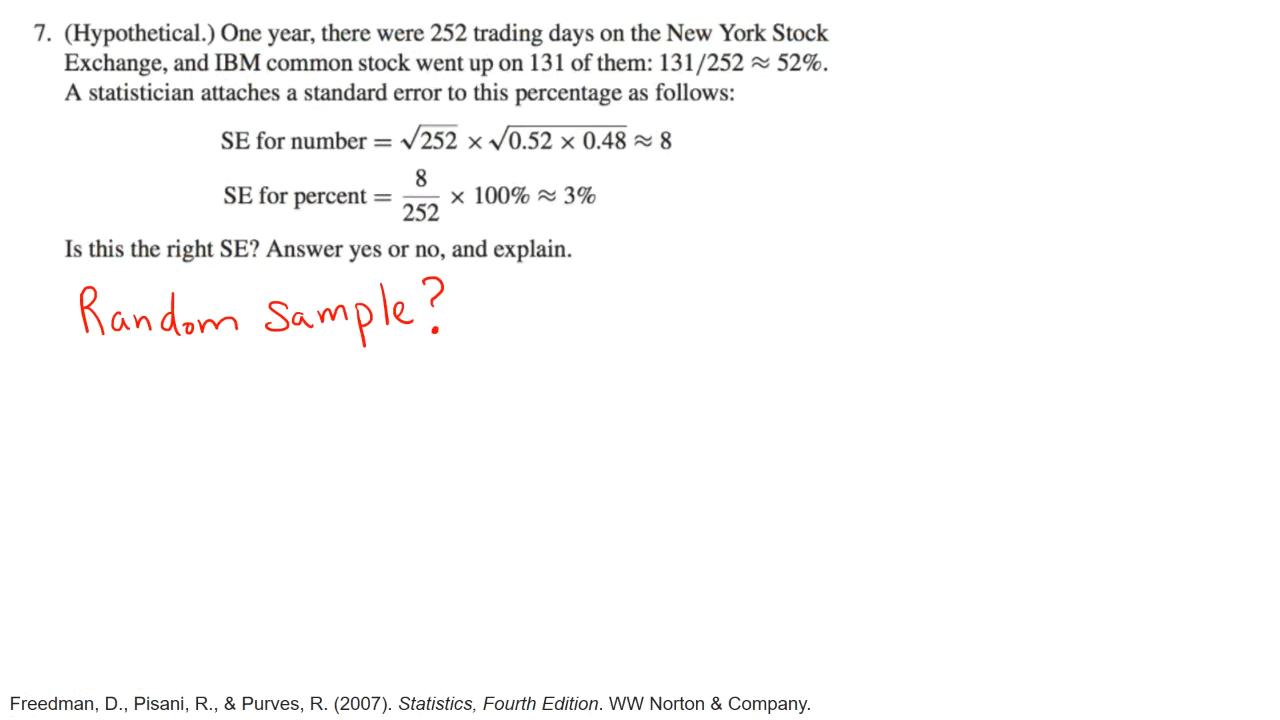 7. (Hypothetical.) One year, there were 252 trading days on the New York Stock
Exchange, and IBM common stock went up on 131 of them: 131/252 ≈ 52%.
A statistician attaches a standard error to this percentage as follows:
SE for number = √252 × √0.52 × 0.48 ≈ 8
SE for percent = 8/252 × 100% ≈ 3%
Is this the right SE? Answer yes or no, and explain.
Random sample?
Freedman, D., Pisani, R., & Purves, R. (2007). Statistics, Fourth Edition. WW Norton & Company.